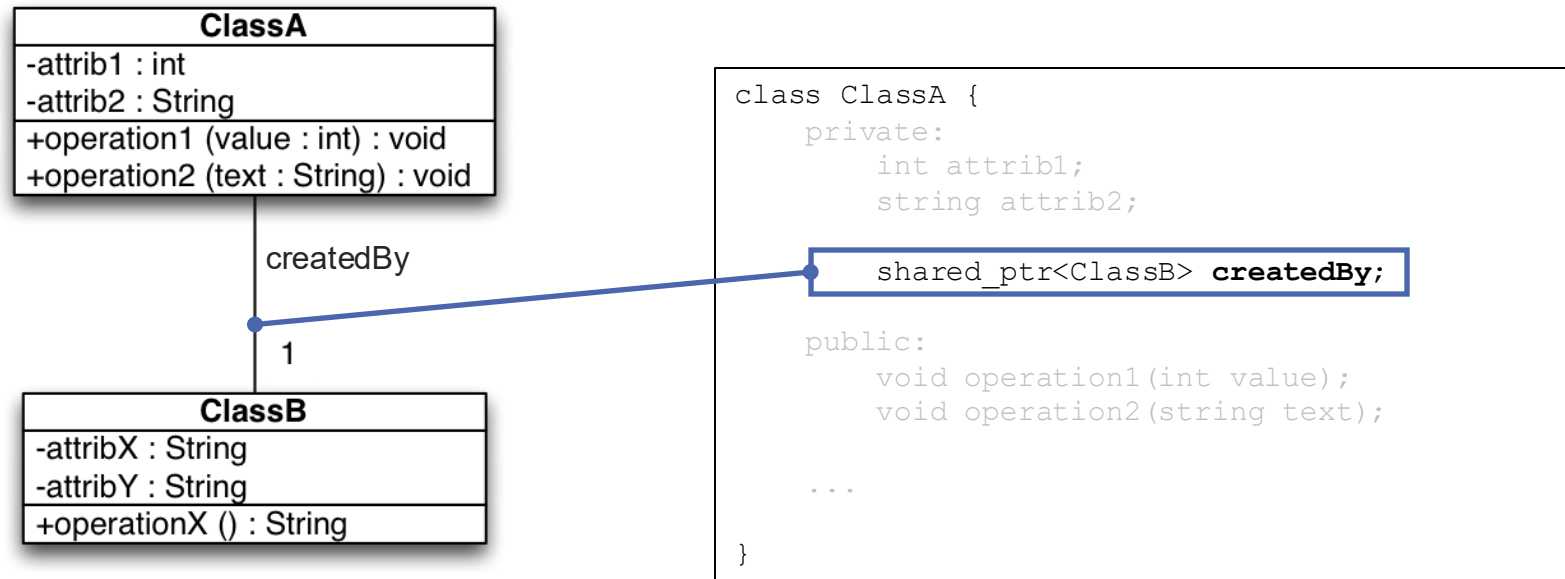 ClassA
-attrib1 : int
-attrib2 : String
+operation1 (value : int) : void
+operation2 (text : String) : void
createdBy
1
ClassB
-attribX : String
-attribY : String
+operationX () : String
class ClassA {
private:
int attrib1;
string attrib2;
shared_ptr<ClassB> createdBy;
public:
void operation1(int value);
void operation2(string text);
...
}